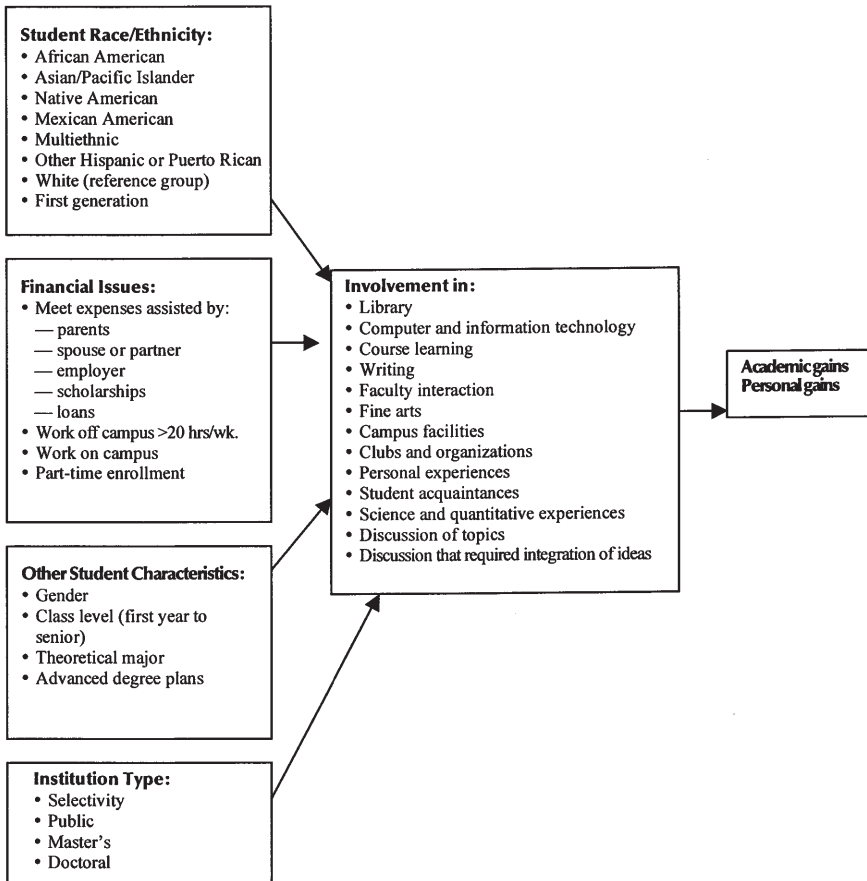 Student Race/Ethnicity:
• African American
• Asian/Pacific Islander
• Native American
• Mexican American
• Multiethnic
• Other Hispanic or Puerto Rican
• White (reference group)
• First generation
Financial Issues:
• Meet expenses assisted by:
— parents
— spouse or partner
— employer
— scholarships
— loans
• Work off campus >20 hrs/wk.
• Work on campus
• Part-time enrollment
Other Student Characteristics:
• Gender
• Class level (first year to
senior)
• Theoretical major
• Advanced degree plans
Institution Type:
• Selectivity
• Public
• Master's
• Doctoral
Involvement in:
• Library
• Computer and information technology
• Course learning
• Writing
• Faculty interaction
• Fine arts
• Campus facilities
• Clubs and organizations
• Personal experiences
• Student acquaintances
• Science and quantitative experiences
• Discussion of topics
• Discussion that required integration of ideas
Academic gains
Personal gains